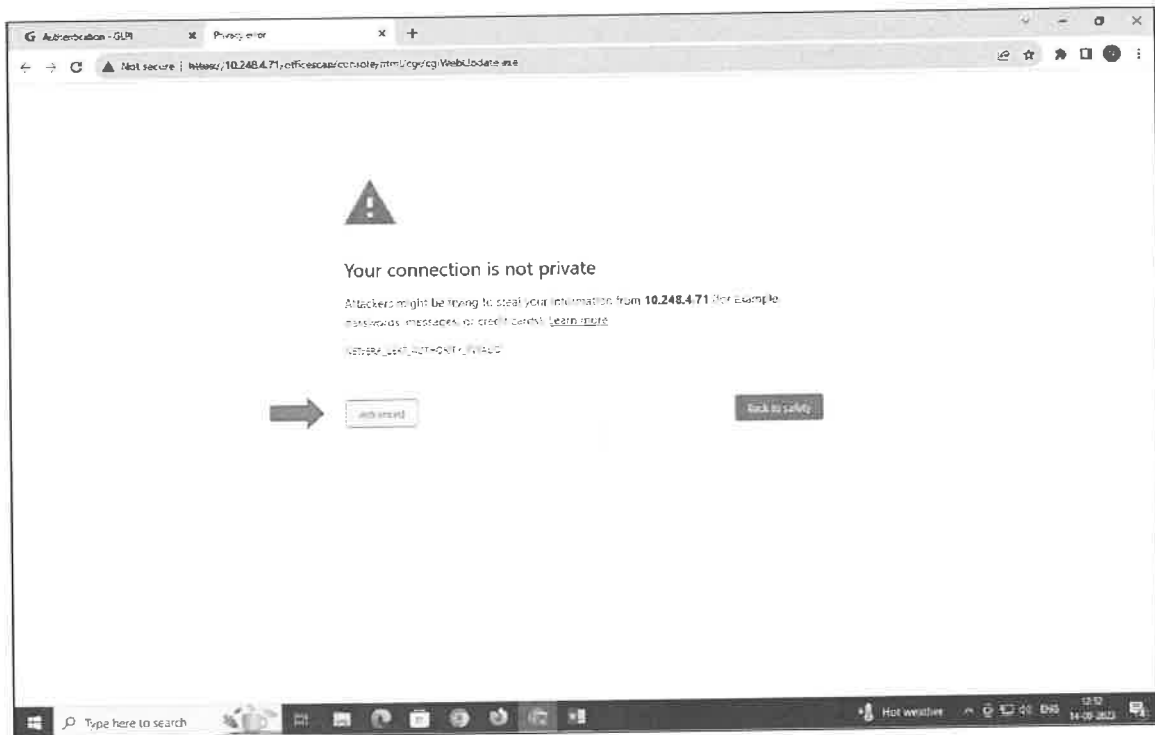 Authentication - GLPI
Privacy error
Not secure | https://10.248.4.71/officescan/console/html/cgi/cgiWebUpdate.exe
Your connection is not private
Attackers might be trying to steal your information from 10.248.4.71 (for example,
passwords, messages, or credit cards). Learn more
NET::ERR_CERT_AUTHORITY_INVALID
Advanced
Back to safety
Type here to search
Hot weather
ENG
12:52